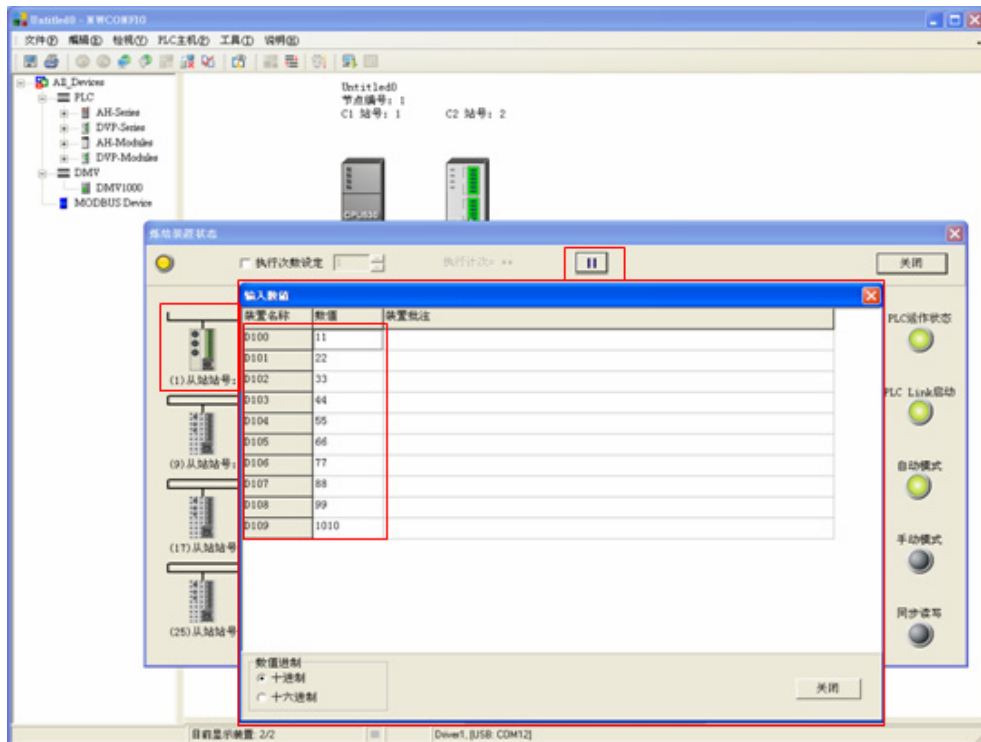 Untitled0 - NWCONFIG
文件(F) 编辑(E) 检视(V) PLC主机(P) 工具(T) 说明(H)
All_Devices
PLC
AH-Series
DVP-Series
AH-Modules
DVP-Modules
DMV
DMV1000
MODBUS Device
Untitled0
节点编号: 1
C1 站号: 1
C2 站号: 2
CPU530
装置状态
执行次数设定
1
执行计次: **
关闭
输入数值
装置名称 数值 装置批注
D100 11
D101 22
D102 33
D103 44
D104 55
D105 66
D106 77
D107 88
D108 99
D109 1010
(1)从站站号:
(9)从站站号:
(17)从站站号
(25)从站站号
PLC运作状态
PLC Link启动
自动模式
手动模式
同步读写
数值进制
十进制
十六进制
关闭
目前显示装置: 2/2
Driver1, [USB: COM12]